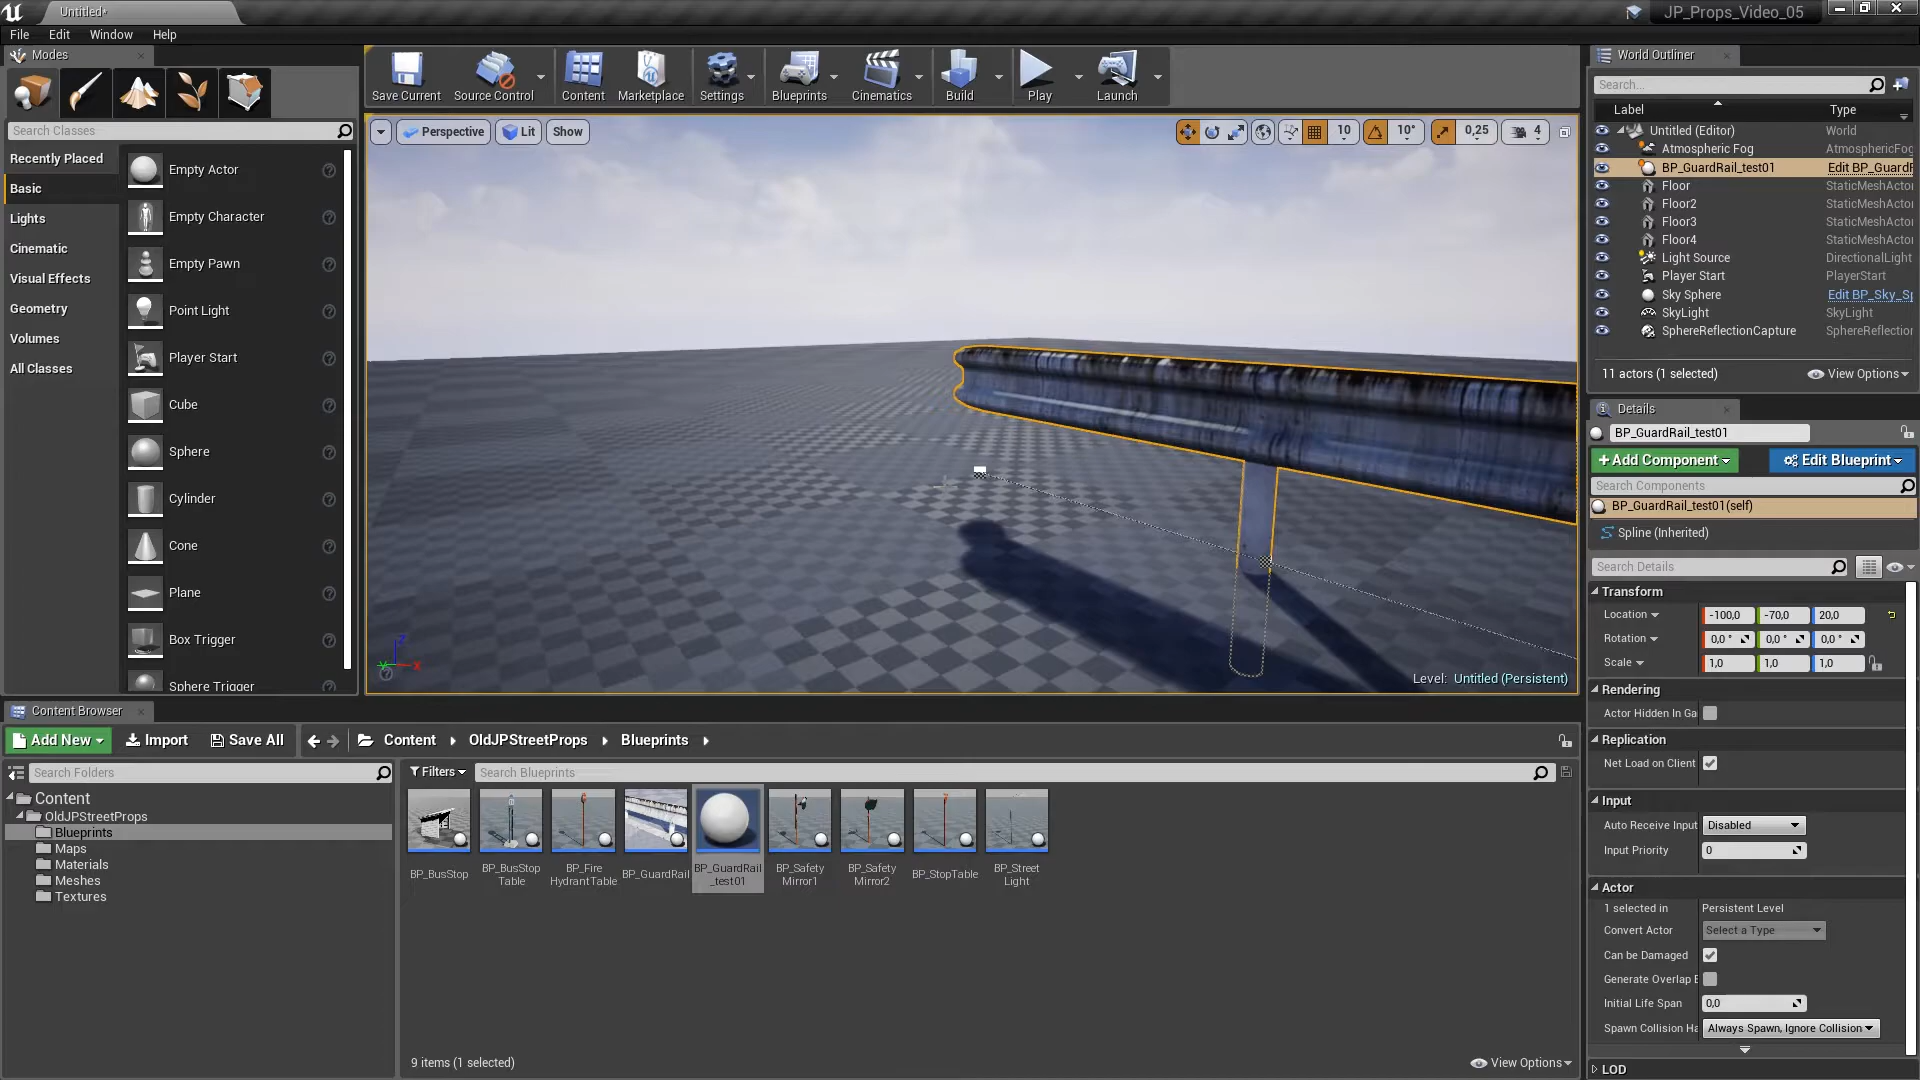 Untitled*
JP_Props_Video_05
File Edit Window Help
Modes
Search Classes
Recently Placed
Basic
Lights
Cinematic
Visual Effects
Geometry
Volumes
All Classes
Empty Actor
Empty Character
Empty Pawn
Point Light
Player Start
Cube
Sphere
Cylinder
Cone
Plane
Box Trigger
Sphere Trigger
Save Current Source Control Content Marketplace Settings Blueprints Cinematics Build Play Launch
Perspective Lit Show
10 10° 0,25 4
Level: Untitled (Persistent)
World Outliner
Search...
Label Type
Untitled (Editor) World
Atmospheric Fog AtmosphericFog
BP_GuardRail_test01 Edit BP_GuardR
Floor StaticMeshActor
Floor2 StaticMeshActor
Floor3 StaticMeshActor
Floor4 StaticMeshActor
Light Source DirectionalLight
Player Start PlayerStart
Sky Sphere Edit BP_Sky_Sp
SkyLight SkyLight
SphereReflectionCapture SphereReflection
11 actors (1 selected) View Options
Details
BP_GuardRail_test01
+Add Component Edit Blueprint
Search Components
BP_GuardRail_test01(self)
Spline (Inherited)
Search Details
Transform
Location -100,0 -70,0 20,0
Rotation 0,0 ° 0,0 ° 0,0 °
Scale 1,0 1,0 1,0
Rendering
Actor Hidden In Ga
Replication
Net Load on Client
Input
Auto Receive Input Disabled
Input Priority 0
Actor
1 selected in Persistent Level
Convert Actor Select a Type
Can be Damaged
Generate Overlap E
Initial Life Span 0,0
Spawn Collision Ha Always Spawn, Ignore Collision
LOD
Content Browser
Add New Import Save All Content OldJPStreetProps Blueprints
Search Folders
Filters Search Blueprints
Content
OldJPStreetProps
Blueprints
Maps
Materials
Meshes
Textures
BP_BusStop
BP_BusStop
Table
BP_Fire
HydrantTable
BP_GuardRail
BP_GuardRail
_test01
BP_Safety
Mirror1
BP_Safety
Mirror2
BP_StopTable
BP_Street
Light
9 items (1 selected) View Options